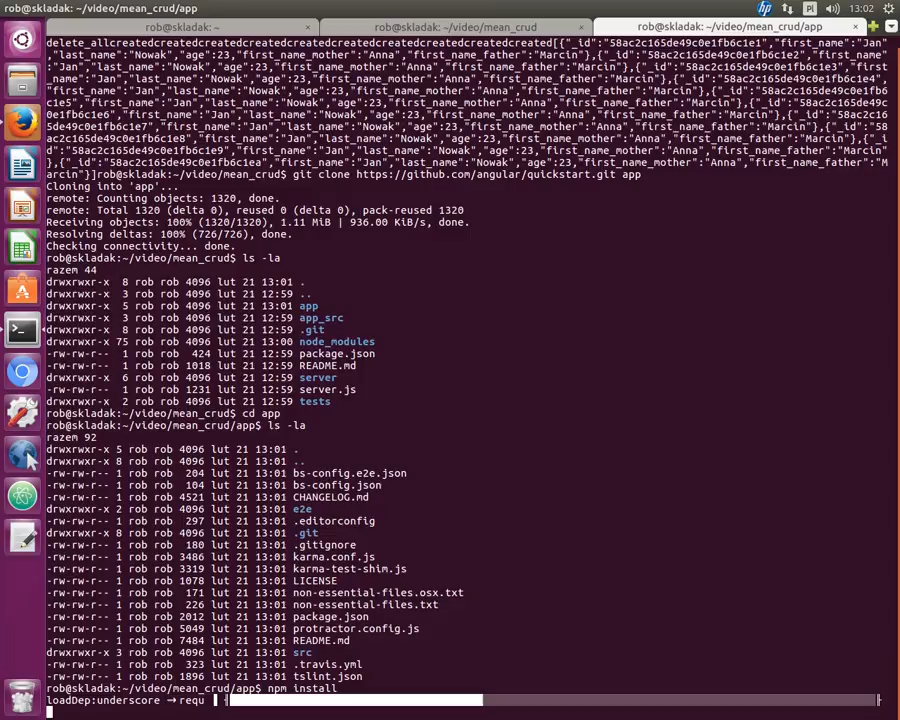 rob@skladak: ~/video/mean_crud/app
Pl
13:02
rob@skladak: ~
rob@skladak: ~/video/mean_crud
rob@skladak: ~/video/mean_crud/app
delete_allcreatedcreatedcreatedcreatedcreatedcreatedcreatedcreatedcreatedcreated[{"_id":"58ac2c165de49c0e1fb6c1e1","first_name":"Jan"
,"last_name":"Nowak","age":23,"first_name_mother":"Anna","first_name_father":"Marcin"},{"_id":"58ac2c165de49c0e1fb6c1e2","first_name"
:"Jan","last_name":"Nowak","age":23,"first_name_mother":"Anna","first_name_father":"Marcin"},{"_id":"58ac2c165de49c0e1fb6c1e3","first
_name":"Jan","last_name":"Nowak","age":23,"first_name_mother":"Anna","first_name_father":"Marcin"},{"_id":"58ac2c165de49c0e1fb6c1e4",
"first_name":"Jan","last_name":"Nowak","age":23,"first_name_mother":"Anna","first_name_father":"Marcin"},{"_id":"58ac2c165de49c0e1fb6
c1e5","first_name":"Jan","last_name":"Nowak","age":23,"first_name_mother":"Anna","first_name_father":"Marcin"},{"_id":"58ac2c165de49c
0e1fb6c1e6","first_name":"Jan","last_name":"Nowak","age":23,"first_name_mother":"Anna","first_name_father":"Marcin"},{"_id":"58ac2c16
5de49c0e1fb6c1e7","first_name":"Jan","last_name":"Nowak","age":23,"first_name_mother":"Anna","first_name_father":"Marcin"},{"_id":"58
ac2c165de49c0e1fb6c1e8","first_name":"Jan","last_name":"Nowak","age":23,"first_name_mother":"Anna","first_name_father":"Marcin"},{"_i
d":"58ac2c165de49c0e1fb6c1e9","first_name":"Jan","last_name":"Nowak","age":23,"first_name_mother":"Anna","first_name_father":"Marcin"
},{"_id":"58ac2c165de49c0e1fb6c1ea","first_name":"Jan","last_name":"Nowak","age":23,"first_name_mother":"Anna","first_name_father":"M
arcin"}]rob@skladak:~/video/mean_crud$ git clone https://github.com/angular/quickstart.git app
Cloning into 'app'...
remote: Counting objects: 1320, done.
remote: Total 1320 (delta 0), reused 0 (delta 0), pack-reused 1320
Receiving objects: 100% (1320/1320), 1.11 MiB | 936.00 KiB/s, done.
Resolving deltas: 100% (726/726), done.
Checking connectivity... done.
rob@skladak:~/video/mean_crud$ ls -la
razem 44
drwxrwxr-x  8 rob rob 4096 lut 21 13:01 .
drwxrwxr-x  3 rob rob 4096 lut 21 12:59 ..
drwxrwxr-x  5 rob rob 4096 lut 21 13:01 app
drwxrwxr-x  3 rob rob 4096 lut 21 12:59 app_src
drwxrwxr-x  8 rob rob 4096 lut 21 12:59 .git
drwxrwxr-x 75 rob rob 4096 lut 21 13:00 node_modules
-rw-rw-r--  1 rob rob  424 lut 21 12:59 package.json
-rw-rw-r--  1 rob rob 1018 lut 21 12:59 README.md
drwxrwxr-x  6 rob rob 4096 lut 21 12:59 server
-rw-rw-r--  1 rob rob 1231 lut 21 12:59 server.js
drwxrwxr-x  2 rob rob 4096 lut 21 12:59 tests
rob@skladak:~/video/mean_crud$ cd app
rob@skladak:~/video/mean_crud/app$ ls -la
razem 92
drwxrwxr-x 5 rob rob 4096 lut 21 13:01 .
drwxrwxr-x 8 rob rob 4096 lut 21 13:01 ..
-rw-rw-r-- 1 rob rob  204 lut 21 13:01 bs-config.e2e.json
-rw-rw-r-- 1 rob rob  104 lut 21 13:01 bs-config.json
-rw-rw-r-- 1 rob rob 4521 lut 21 13:01 CHANGELOG.md
drwxrwxr-x 2 rob rob 4096 lut 21 13:01 e2e
-rw-rw-r-- 1 rob rob  297 lut 21 13:01 .editorconfig
drwxrwxr-x 8 rob rob 4096 lut 21 13:01 .git
-rw-rw-r-- 1 rob rob  180 lut 21 13:01 .gitignore
-rw-rw-r-- 1 rob rob 3486 lut 21 13:01 karma.conf.js
-rw-rw-r-- 1 rob rob 3319 lut 21 13:01 karma-test-shim.js
-rw-rw-r-- 1 rob rob 1078 lut 21 13:01 LICENSE
-rw-rw-r-- 1 rob rob  171 lut 21 13:01 non-essential-files.osx.txt
-rw-rw-r-- 1 rob rob  226 lut 21 13:01 non-essential-files.txt
-rw-rw-r-- 1 rob rob 2012 lut 21 13:01 package.json
-rw-rw-r-- 1 rob rob 5049 lut 21 13:01 protractor.config.js
-rw-rw-r-- 1 rob rob 7484 lut 21 13:01 README.md
drwxrwxr-x 3 rob rob 4096 lut 21 13:01 src
-rw-rw-r-- 1 rob rob  323 lut 21 13:01 .travis.yml
-rw-rw-r-- 1 rob rob 1896 lut 21 13:01 tslint.json
rob@skladak:~/video/mean_crud/app$ npm install
loadDep:underscore → requ